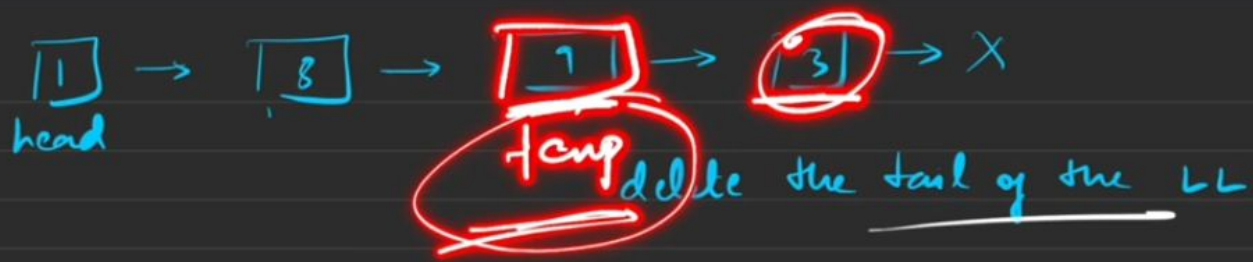 1 → 8 → 7 → 3 → X
head
temp
delete the tail of the LL